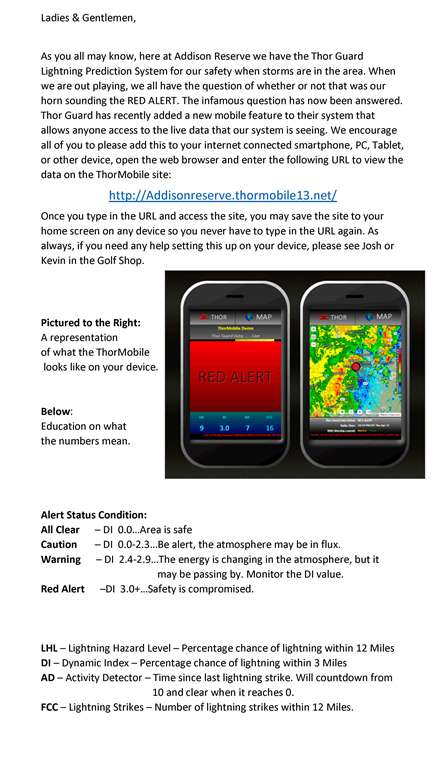 Ladies & Gentlemen,
As you all may know, here at Addison Reserve we have the Thor Guard
Lightning Prediction System for our safety when storms are in the area. When
we are out playing, we all have the question of whether or not that was our
horn sounding the RED ALERT. The infamous question has now been answered.
Thor Guard has recently added a new mobile feature to their system that
allows anyone access to the live data that our system is seeing. We encourage
all of you to please add this to your internet connected smartphone, PC, Tablet,
or other device, open the web browser and enter the following URL to view the
data on the ThorMobile site:
http://Addisonreserve.thormobile13.net/
Once you type in the URL and access the site, you may save the site to your
home screen on any device so you never have to type in the URL again. As
always, if you need any help setting this up on your device, please see Josh or
Kevin in the Golf Shop.
Pictured to the Right:
A representation
of what the ThorMobile
looks like on your device.
Below:
Education on what
the numbers mean.
THOR MAP
ThorMobile Demo
RED ALERT
9 3.0 7 16
THOR MAP
Alert Status Condition:
All Clear – DI 0.0...Area is safe
Caution – DI 0.0-2.3...Be alert, the atmosphere may be in flux.
Warning – DI 2.4-2.9...The energy is changing in the atmosphere, but it
may be passing by. Monitor the DI value.
Red Alert –DI 3.0+...Safety is compromised.
LHL – Lightning Hazard Level – Percentage chance of lightning within 12 Miles
DI – Dynamic Index – Percentage chance of lightning within 3 Miles
AD – Activity Detector – Time since last lightning strike. Will countdown from
10 and clear when it reaches 0.
FCC – Lightning Strikes – Number of lightning strikes within 12 Miles.